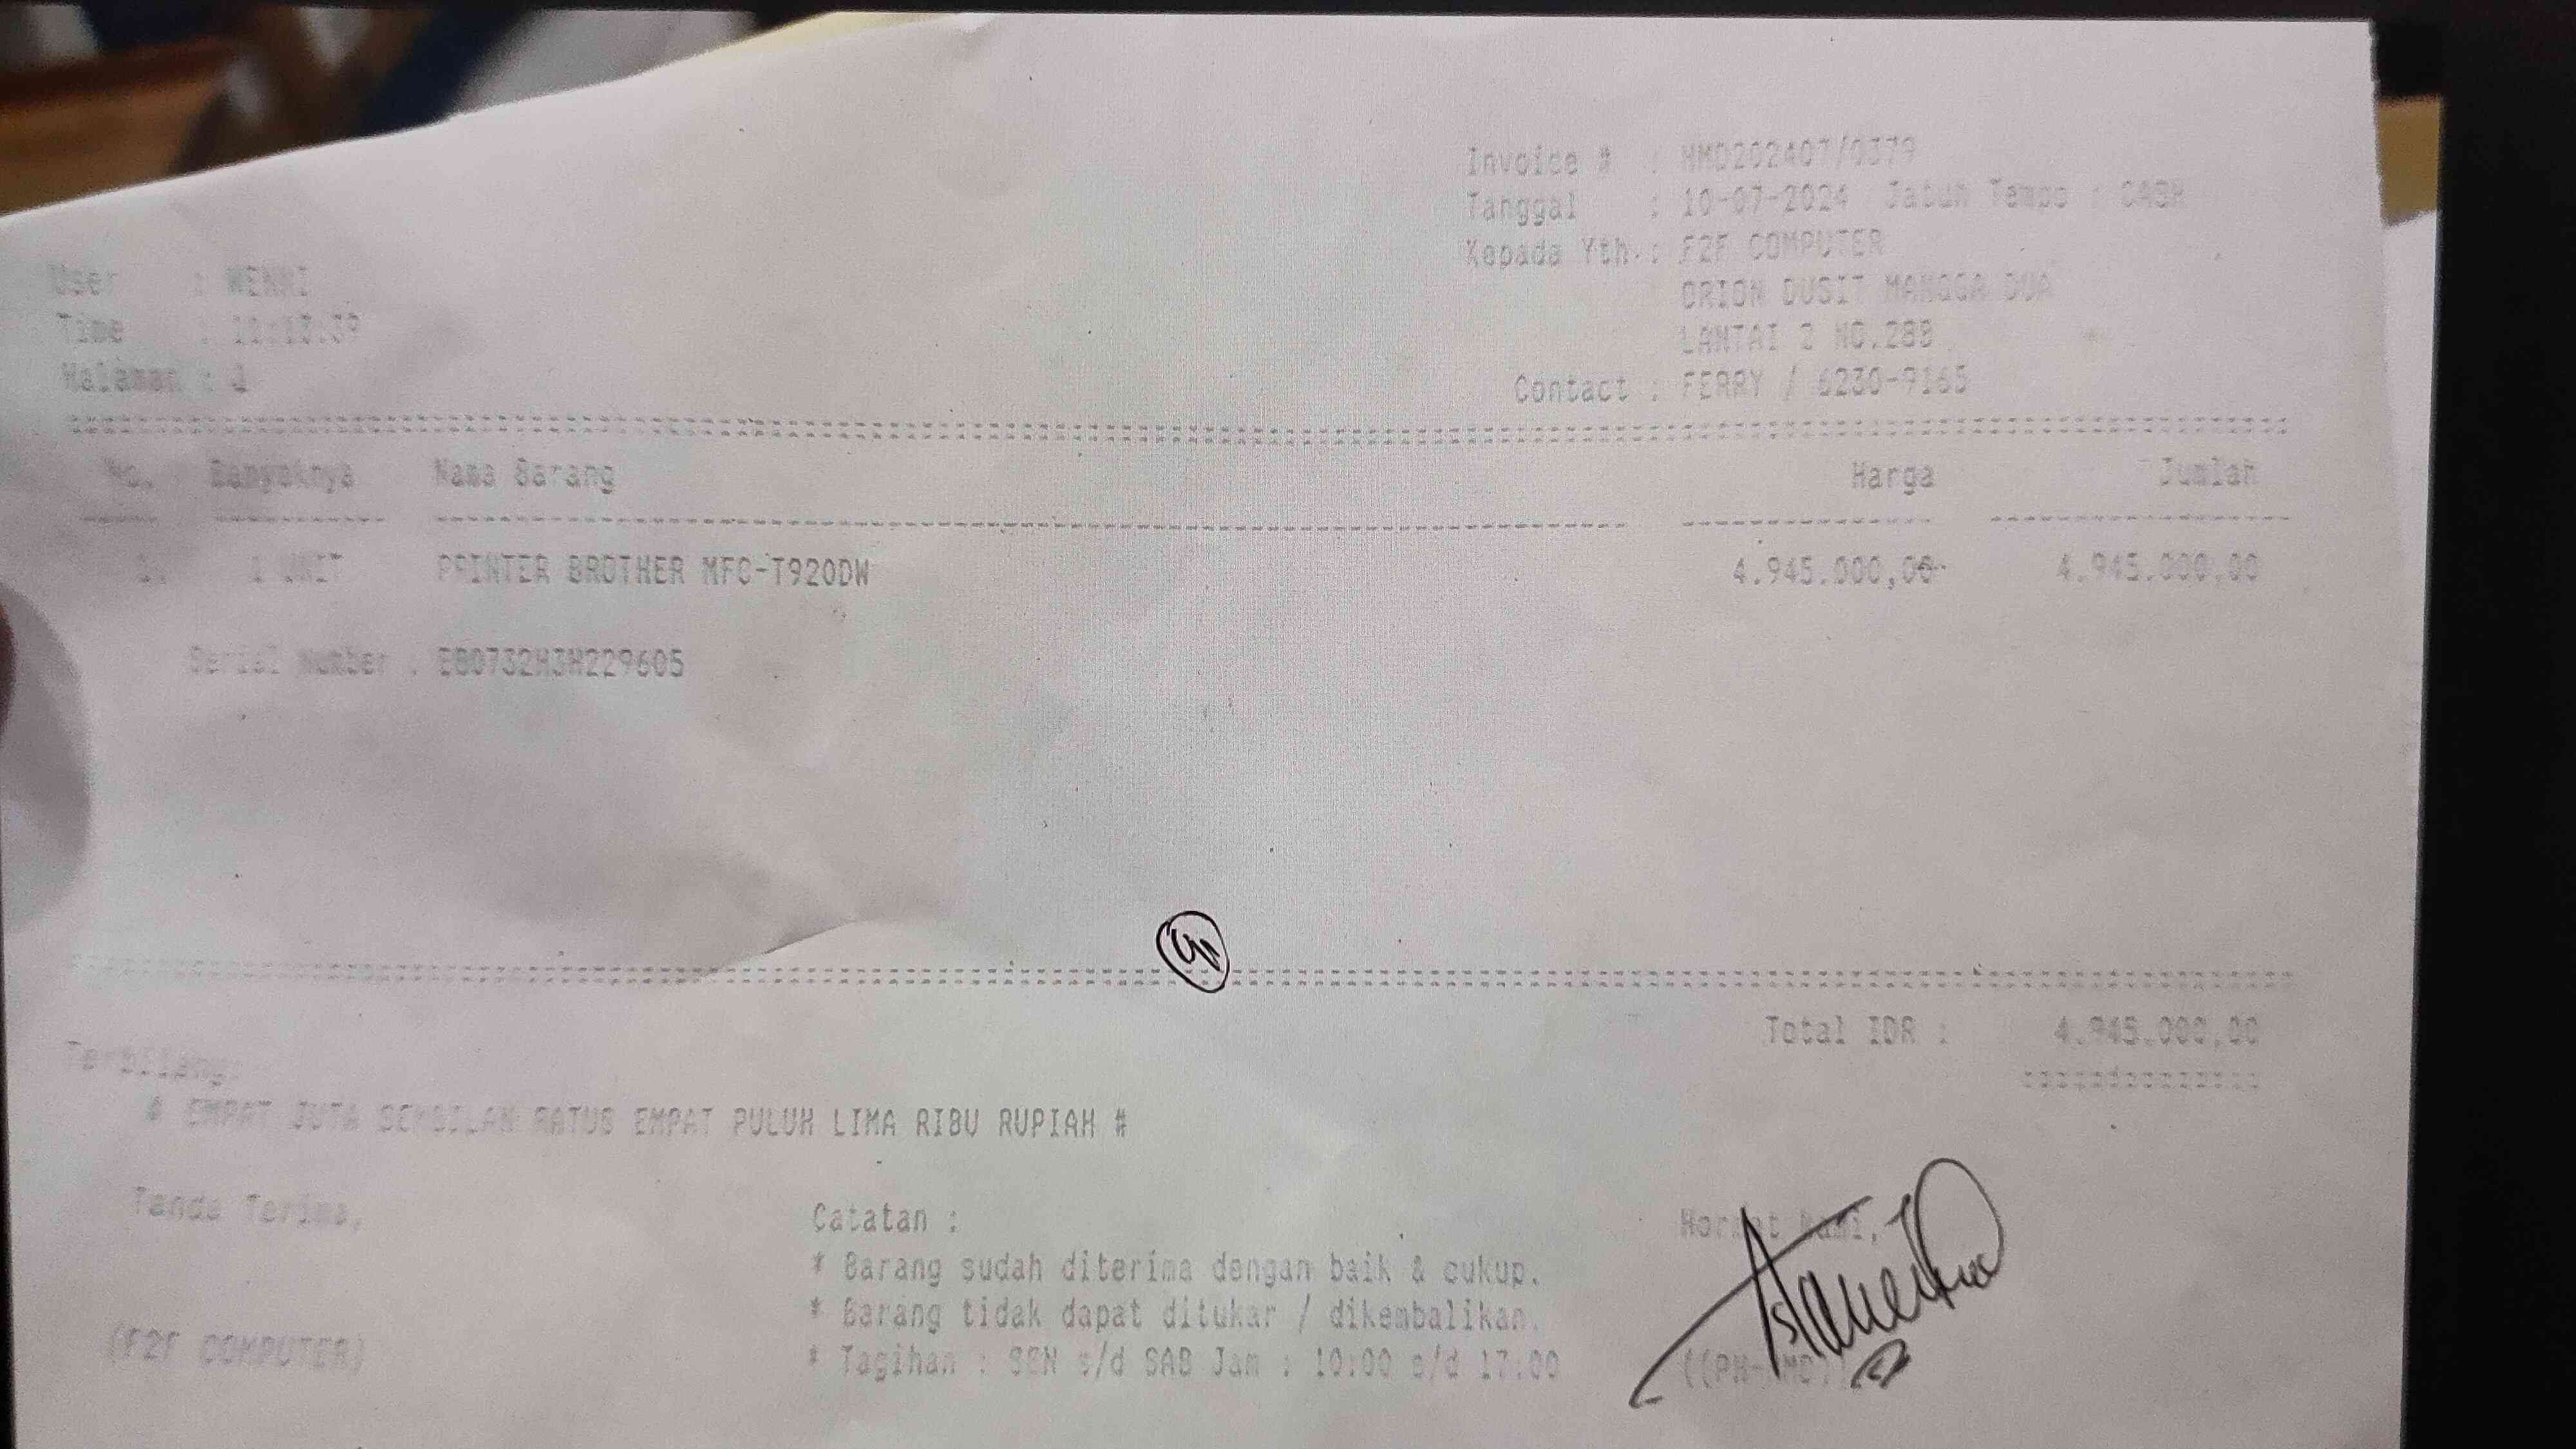 Invoice # : HMD202407/0379
Tanggal : 10-07-2024 Jatuh Tempo : CASH
Kepada Yth. : F2F COMPUTER
ORION DUSIT MANGGA DUA
LANTAI 2 NO.288
Contact : FERRY / 6230-9165
User : WENNI
Time :
Halaman : 1
No. Banyaknya Nama Barang Harga Jumlah
1. 1 UNIT PRINTER BROTHER MFC-T920DW 4.945.000,00 4.945.000,00
Serial Number : E80732H3H229605
Total IDR : 4.945.000,00
Terbilang:
# EMPAT JUTA SEMBILAN RATUS EMPAT PULUH LIMA RIBU RUPIAH #
Tanda Terima, Catatan : Hormat Kami,
* Barang sudah diterima dengan baik & cukup.
* Barang tidak dapat ditukar / dikembalikan.
(F2F COMPUTER) * Tagihan : SEN s/d SAB Jam : 10:00 s/d 17:00